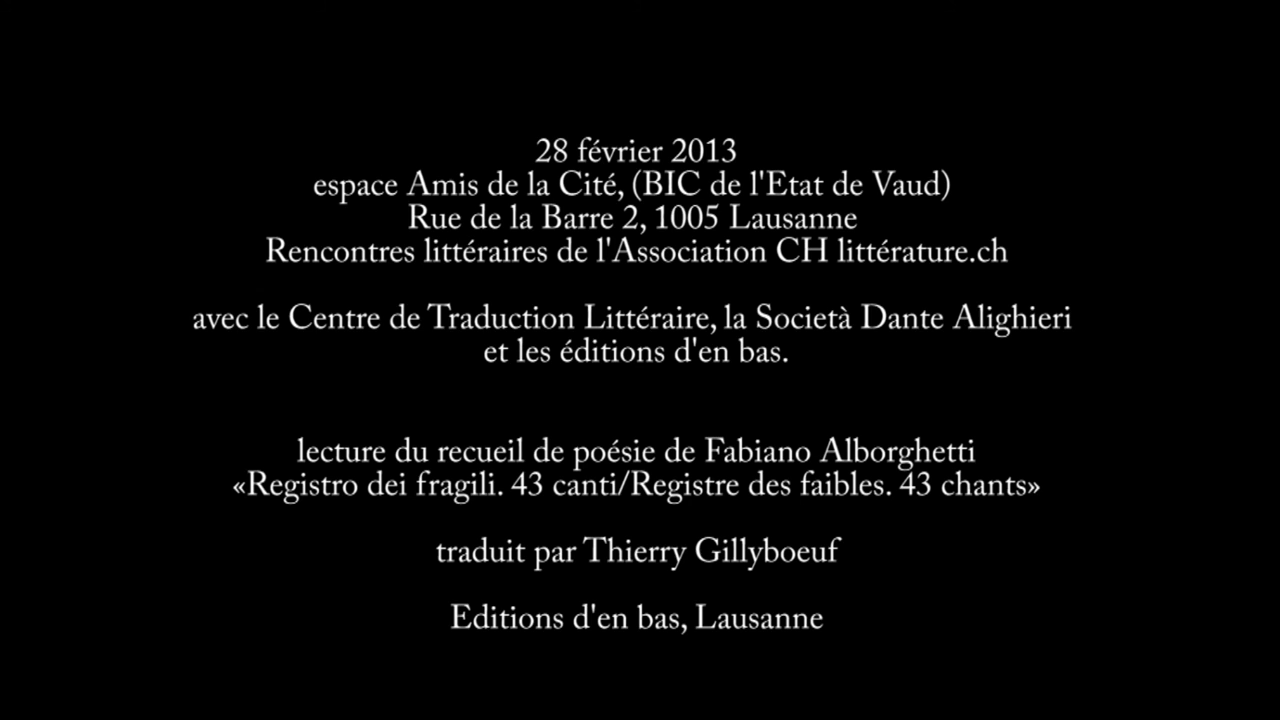 28 février 2013
espace Amis de la Cité, (BIC de l'Etat de Vaud)
Rue de la Barre 2, 1005 Lausanne
Rencontres littéraires de l'Association CH littérature.ch
avec le Centre de Traduction Littéraire, la Società Dante Alighieri
et les éditions d'en bas.
lecture du recueil de poésie de Fabiano Alborghetti
«Registro dei fragili. 43 canti/Registre des faibles. 43 chants»
traduit par Thierry Gillyboeuf
Editions d'en bas, Lausanne